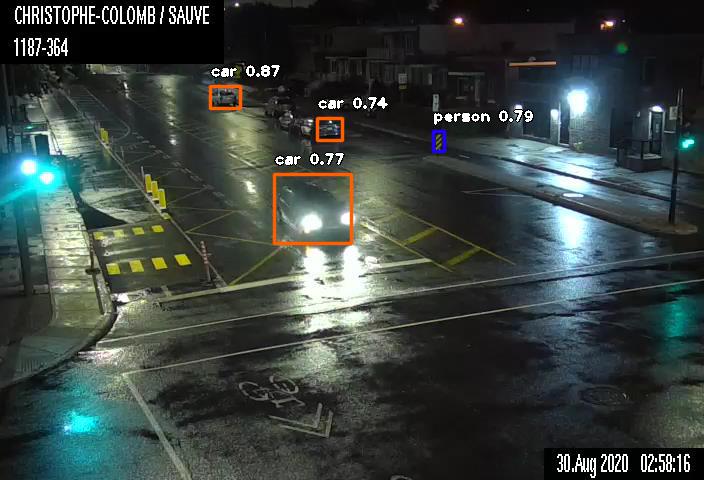 CHRISTOPHE-COLOMB / SAUVE
1187-364
car 0.87
car 0.74
person 0.79
car 0.77
30.Aug 2020 02:58:16